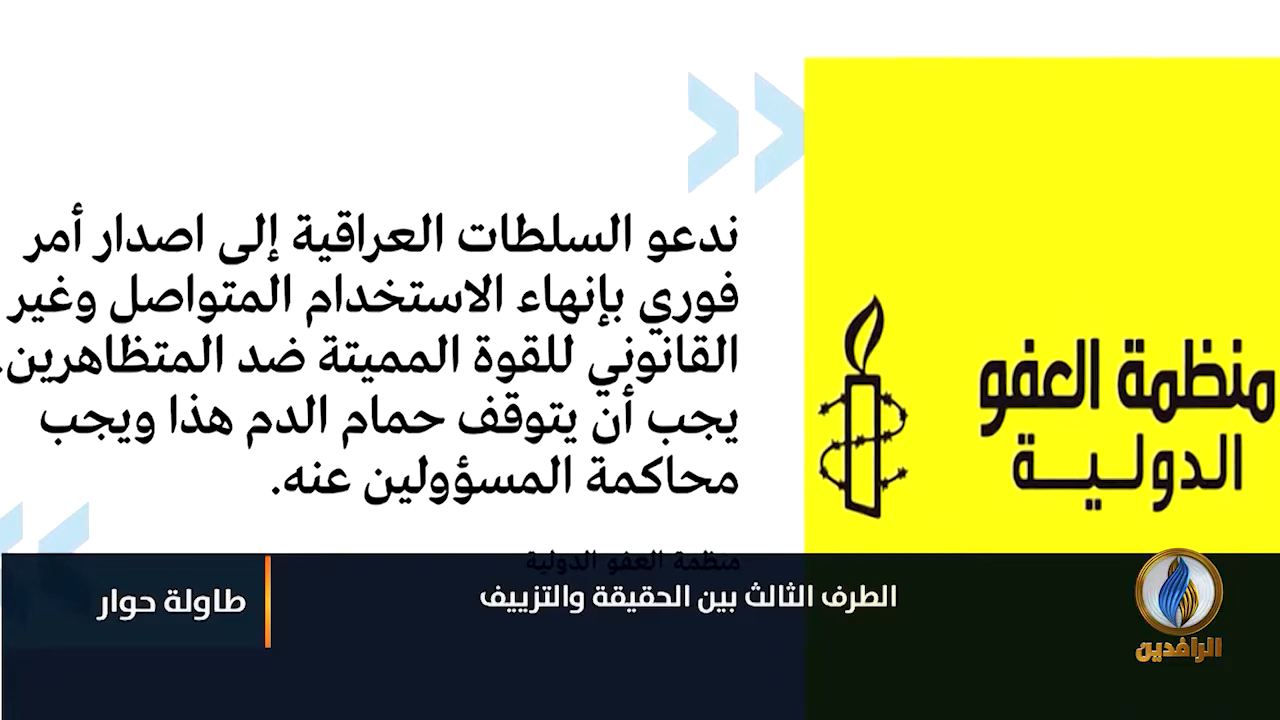 ندعو السلطات العراقية إلى اصدار أمر
فوري بإنهاء الاستخدام المتواصل وغير
القانوني للقوة المميتة ضد المتظاهرين.
يجب أن يتوقف حمام الدم هذا ويجب
محاكمة المسؤولين عنه.
منظمة العفو الدولية
منظمة العفو
الدولية
الطرف الثالث بين الحقيقة والتزييف
طاولة حوار
الرافدين